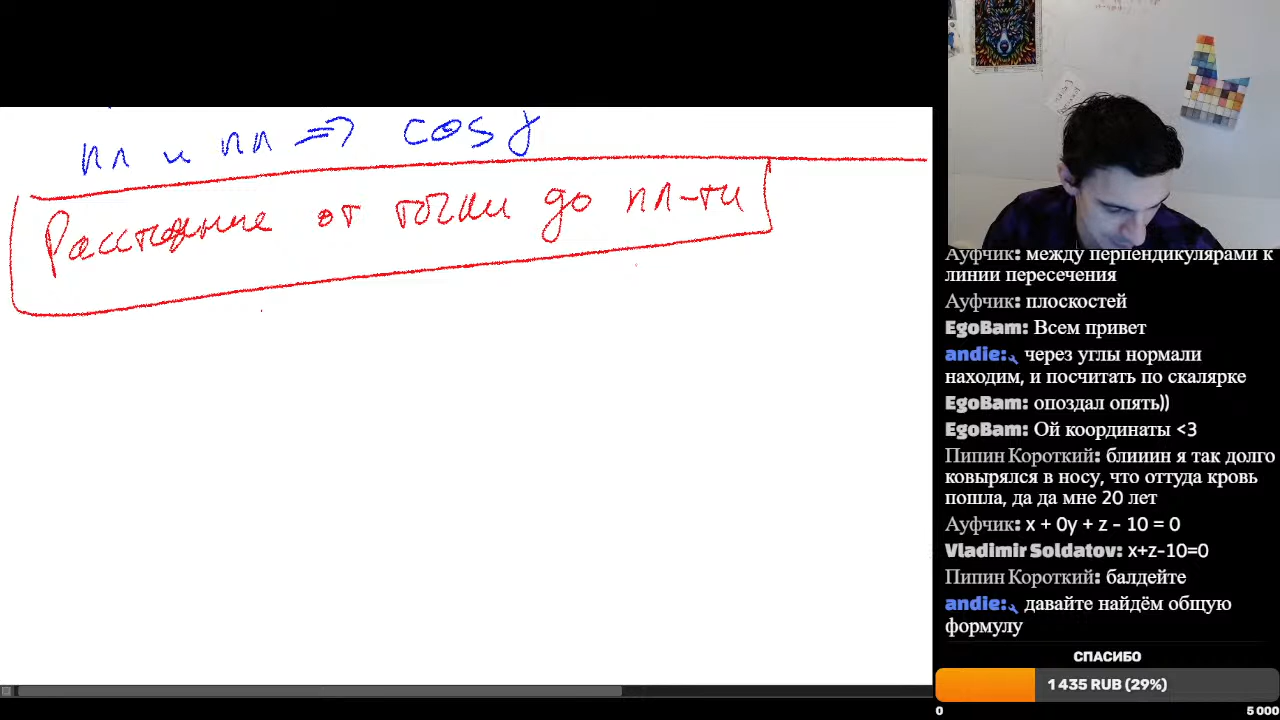 пл и пл => cos γ
Расстояние от точки до пл-ти
Ауфчик: между перпендикулярами к
линии пересечения
Ауфчик: плоскостей
EgoBam: Всем привет
andie: через углы нормали
находим, и посчитать по скалярке
EgoBam: опоздал опять))
EgoBam: Ой координаты <3
Пипин Короткий: блииин я так долго
ковырялся в носу, что оттуда кровь
пошла, да да мне 20 лет
Ауфчик: x + 0y + z - 10 = 0
Vladimir Soldatov: x+z-10=0
Пипин Короткий: балдейте
andie: давайте найдём общую
формулу
СПАСИБО
1 435 RUB (29%)
0 5 000